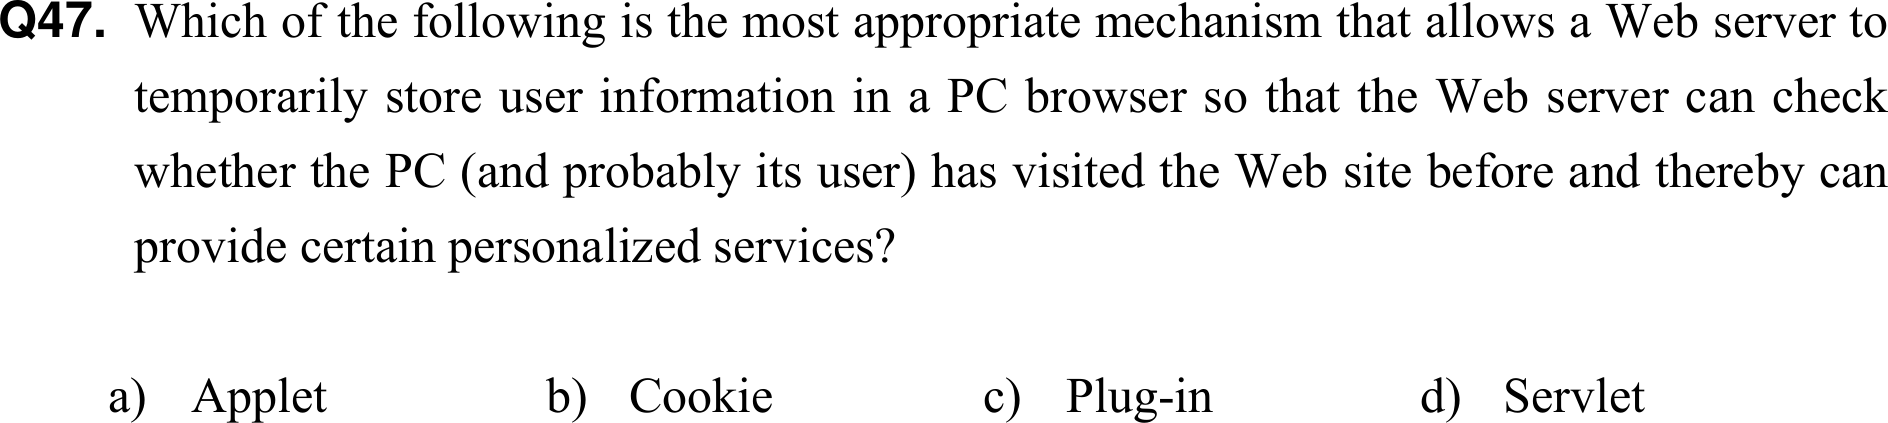 Q47. Which of the following is the most appropriate mechanism that allows a Web server to
temporarily store user information in a PC browser so that the Web server can check
whether the PC (and probably its user) has visited the Web site before and thereby can
provide certain personalized services?
a) Applet b) Cookie c) Plug-in d) Servlet